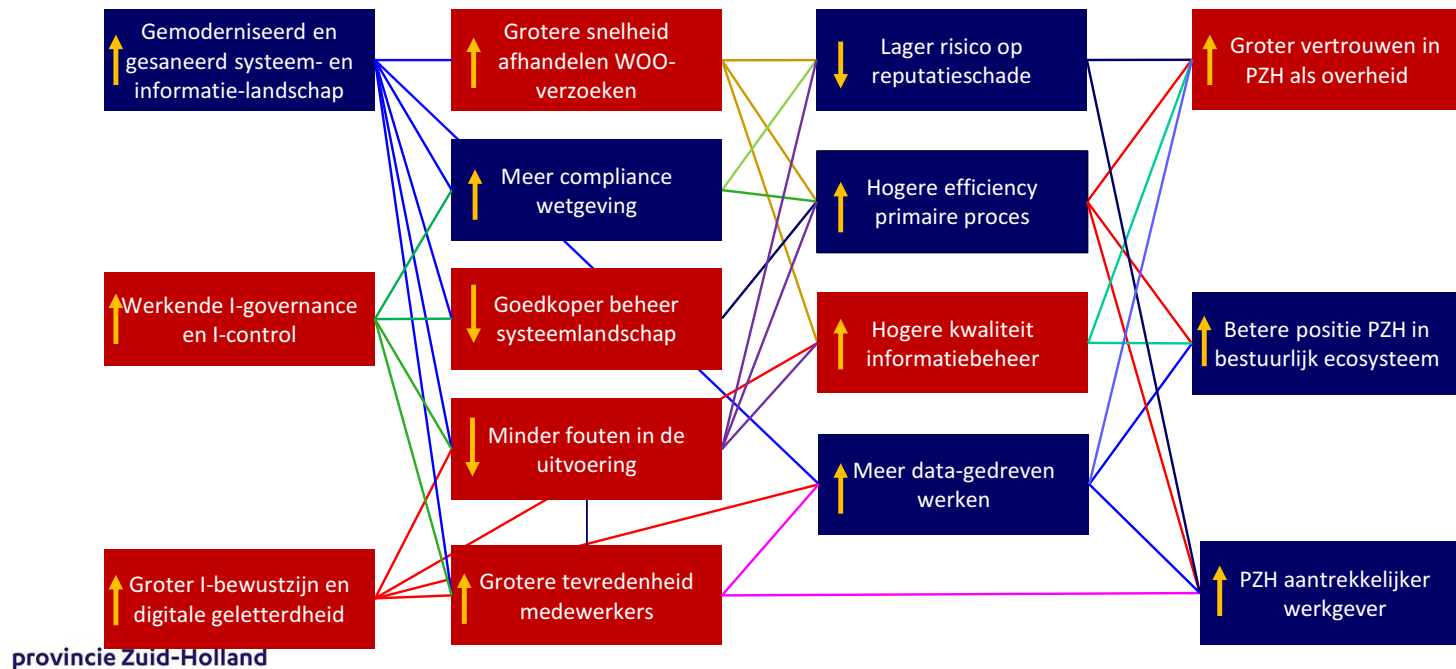 Gemoderniseerd en
gesaneerd systeem- en
informatie-landschap
Werkende I-governance
en I-control
Groter I-bewustzijn en
digitale geletterdheid
Grotere snelheid
afhandelen WOO-
verzoeken
Meer compliance
wetgeving
Goedkoper beheer
systeemlandschap
Minder fouten in de
uitvoering
Grotere tevredenheid
medewerkers
Lager risico op
reputatieschade
Hogere efficiency
primaire proces
Hogere kwaliteit
informatiebeheer
Meer data-gedreven
werken
Groter vertrouwen in
PZH als overheid
Betere positie PZH in
bestuurlijk ecosysteem
PZH aantrekkelijker
werkgever
provincie Zuid-Holland